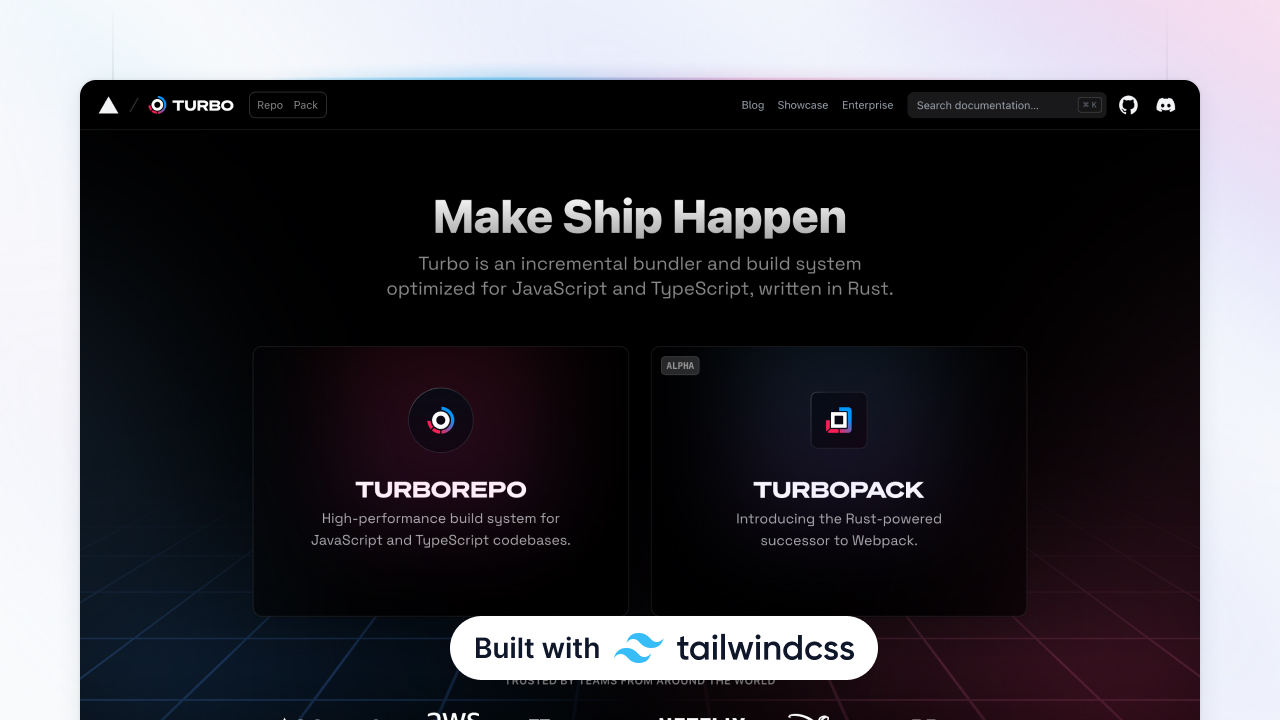 TURBO
Repo Pack
Blog Showcase Enterprise
Search documentation...
⌘ K
Make Ship Happen
Turbo is an incremental bundler and build system
optimized for JavaScript and TypeScript, written in Rust.
TURBOREPO
High-performance build system for
JavaScript and TypeScript codebases.
ALPHA
TURBOPACK
Introducing the Rust-powered
successor to Webpack.
Built with tailwindcss
TRUSTED BY TEAMS FROM AROUND THE WORLD
aws
NETFLIX